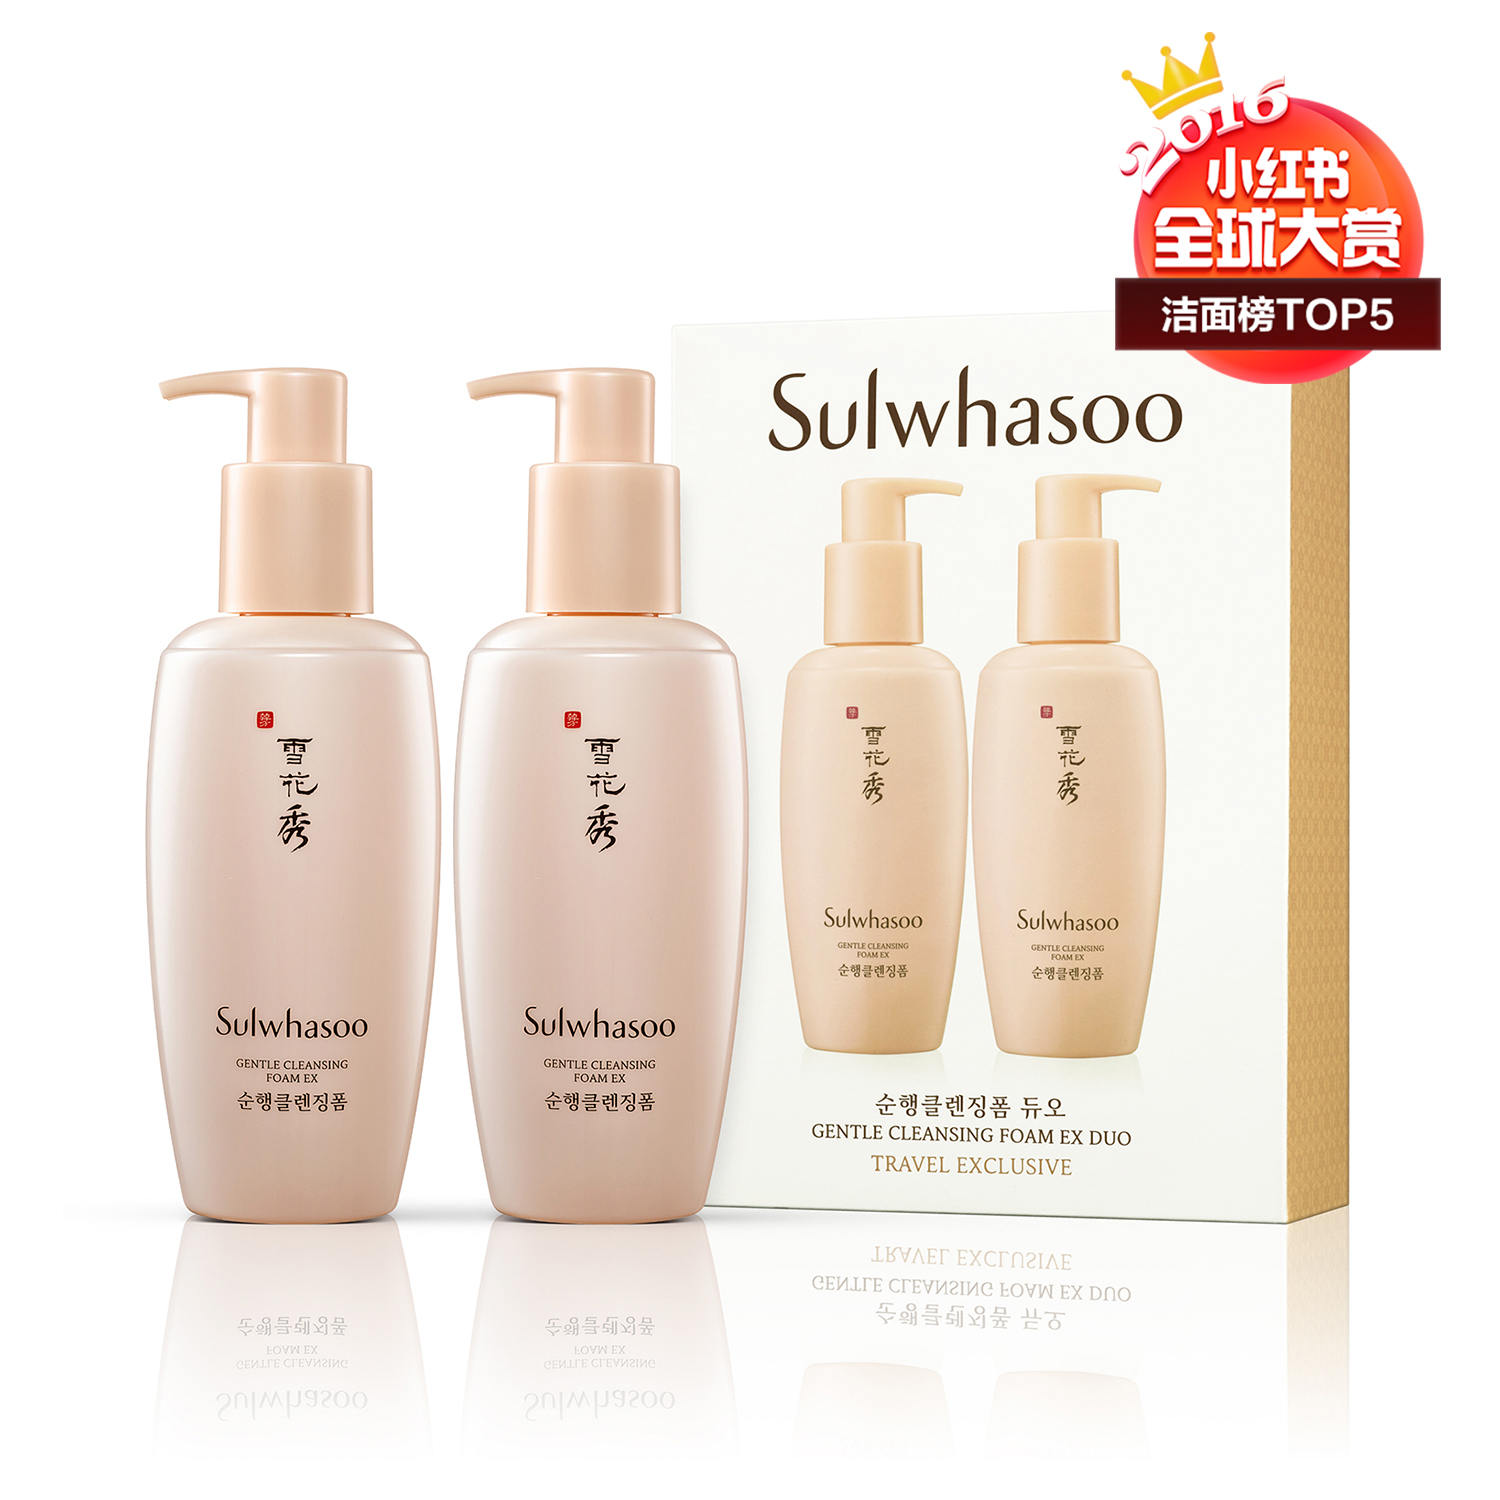 2016
小红书
全球大赏
洁面榜TOP5
Sulwhasoo
雪花秀
Sulwhasoo
GENTLE CLEANSING
FOAM EX
순행클렌징폼
雪花秀
Sulwhasoo
GENTLE CLEANSING
FOAM EX
순행클렌징폼
雪花秀
Sulwhasoo
GENTLE CLEANSING
FOAM EX
순행클렌징폼
雪花秀
Sulwhasoo
GENTLE CLEANSING
FOAM EX
순행클렌징폼
순행클렌징폼 듀오
GENTLE CLEANSING FOAM EX DUO
TRAVEL EXCLUSIVE